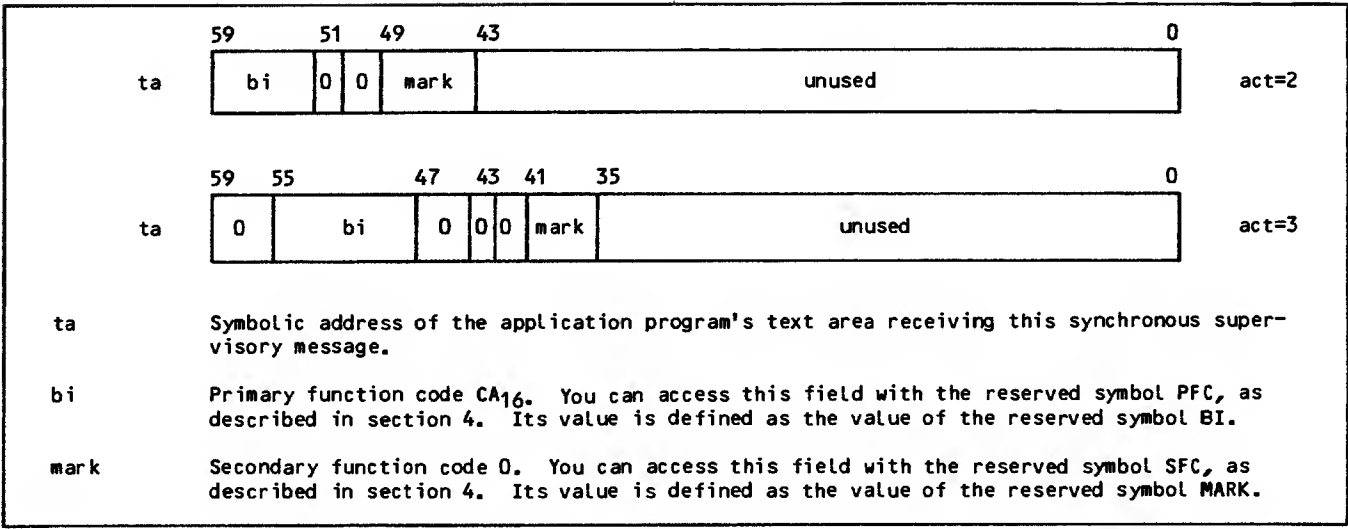 59 51 49 43 0
ta bi 0 0 mark unused act=2
59 55 47 43 41 35 0
ta 0 bi 0 0 0 mark unused act=3
ta Symbolic address of the application program's text area receiving this synchronous super-
visory message.
bi Primary function code CA16. You can access this field with the reserved symbol PFC, as
described in section 4. Its value is defined as the value of the reserved symbol BI.
mark Secondary function code 0. You can access this field with the reserved symbol SFC, as
described in section 4. Its value is defined as the value of the reserved symbol MARK.